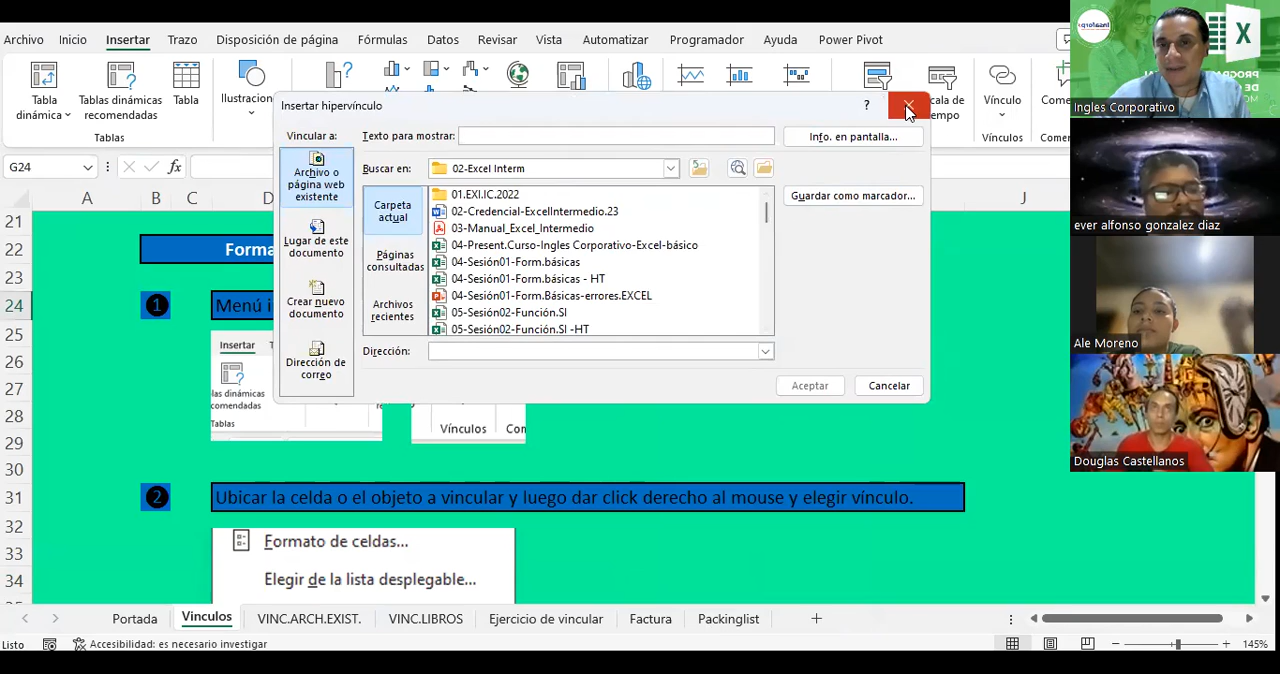 Archivo Inicio Insertar Trazo Disposición de página Datos Vista Automatizar Programador Ayuda Power Pivot
Tabla dinámica
Tablas dinámicas recomendadas
Tabla
Ilustracion
Vínculo
Vínculos
Insertar hipervínculo
?
Vincular a:
Texto para mostrar:
Info. en pantalla...
Archivo o página web existente
Buscar en:
02-Excel Interm
Lugar de este documento
Crear nuevo documento
Dirección de correo
Carpeta actual
Páginas consultadas
Archivos recientes
01.EXI.IC.2022
02-Credencial-ExcelIntermedio.23
03-Manual_Excel_Intermedio
04-Present.Curso-Ingles Corporativo-Excel-básico
04-Sesión01-Form.básicas
04-Sesión01-Form.básicas - HT
04-Sesión01-Form.Básicas-errores.EXCEL
05-Sesión02-Función.SI
05-Sesión02-Función.SI -HT
Guardar como marcador...
Dirección:
Aceptar
Cancelar
G24
fx
A B C D J
21
22
23
24
25
26
27
28
29
30
31
32
33
34
Forma
1
Menú i
Insertar
las dinámicas
comendadas
Tablas
Vínculos
Con
2
Ubicar la celda o el objeto a vincular y luego dar click derecho al mouse y elegir vínculo.
Formato de celdas...
Elegir de la lista desplegable...
Portada Vinculos VINC.ARCH.EXIST. VINC.LIBROS Ejercicio de vincular Factura Packinglist
Listo
Accesibilidad: es necesario investigar
145%
Ingles Corporativo
ever alfonso gonzalez diaz
Ale Moreno
Douglas Castellanos